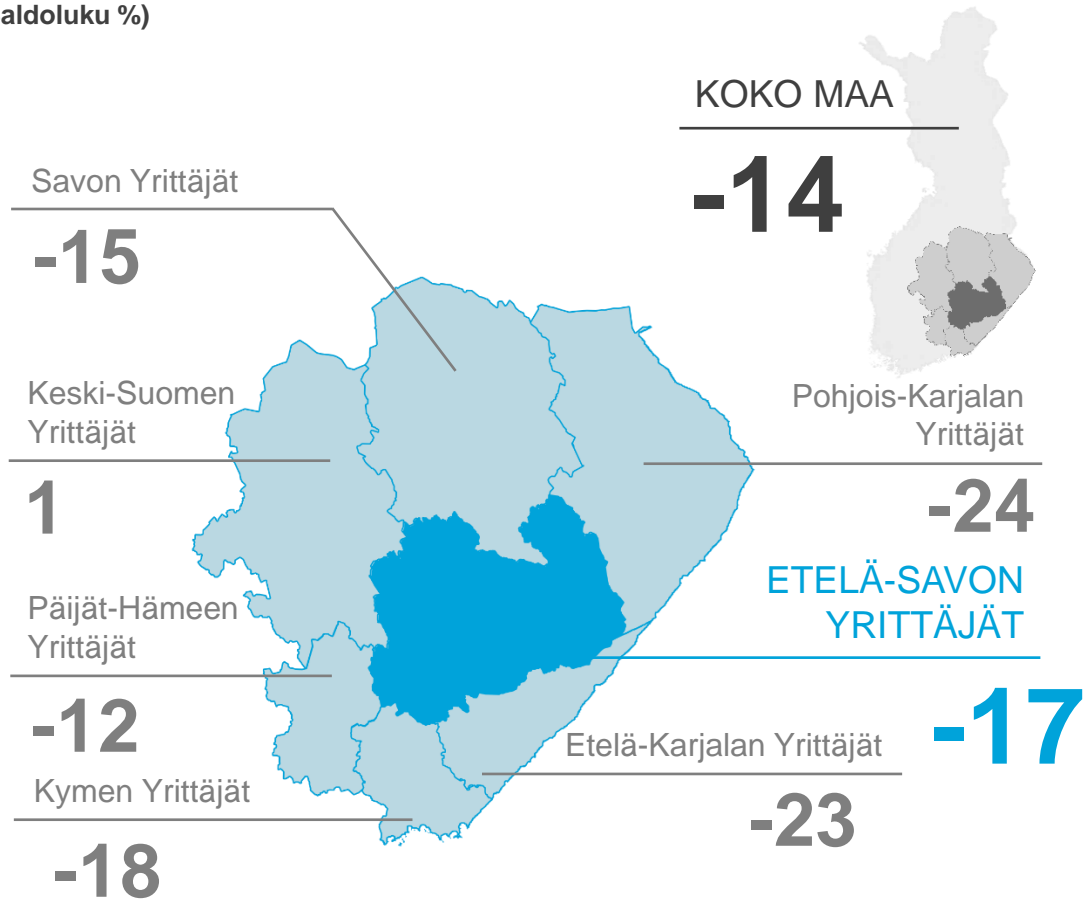 aldoluku %)
KOKO MAA
-14
Savon Yrittäjät
-15
Keski-Suomen
Yrittäjät
1
Pohjois-Karjalan
Yrittäjät
-24
ETELÄ-SAVON
YRITTÄJÄT
-17
Päijät-Hämeen
Yrittäjät
-12
Etelä-Karjalan Yrittäjät
-23
Kymen Yrittäjät
-18